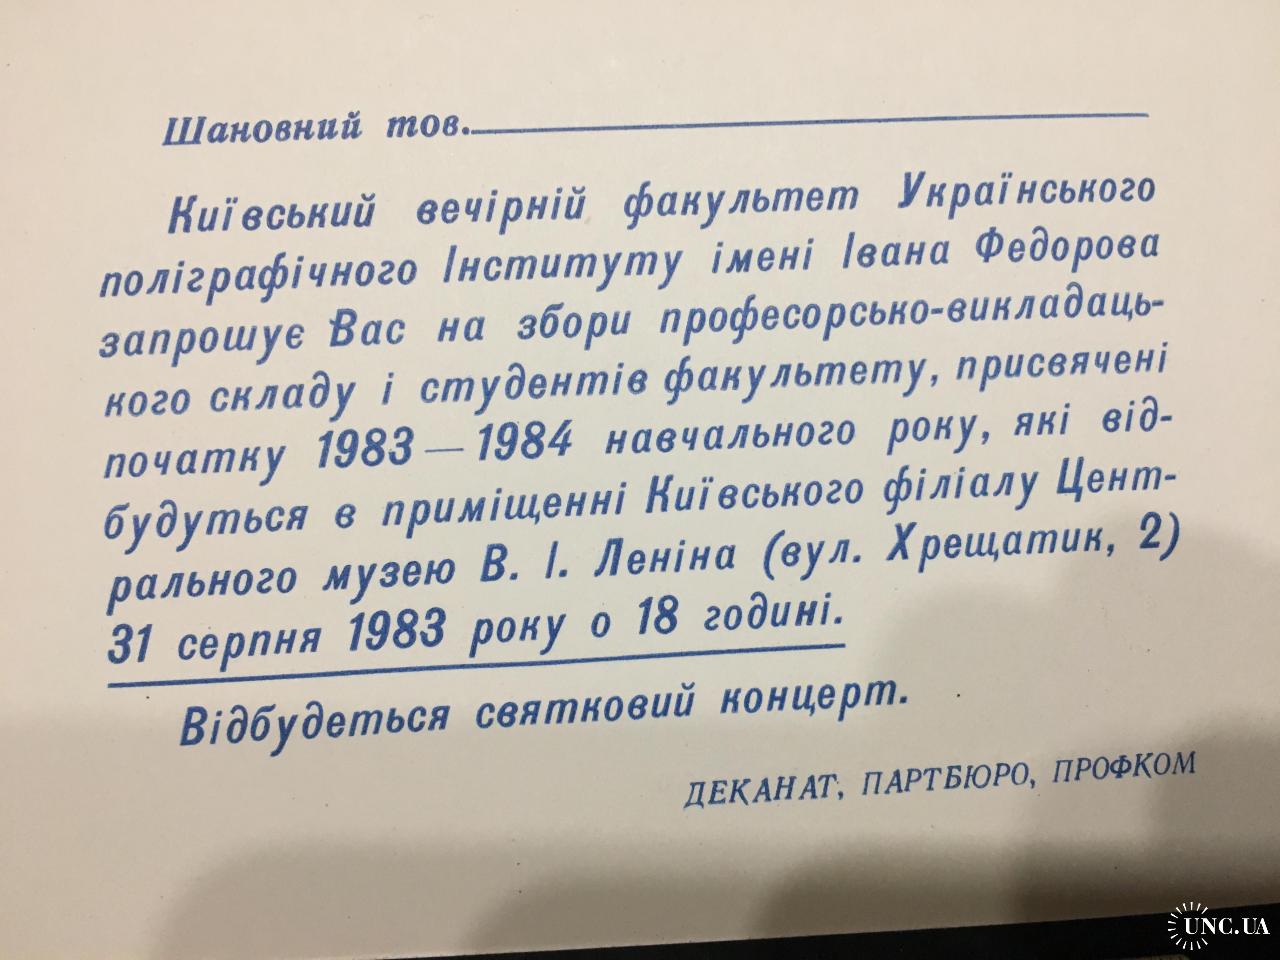 Шановний тов.
Київський вечірній факультет Українського
поліграфічного Інституту імені Івана Федорова
запрошує Вас на збори професорсько-викладаць-
кого складу і студентів факультету, присвячені
початку 1983—1984 навчального року, які від-
будуться в приміщенні Київського філіалу Цент-
рального музею В. І. Леніна (вул. Хрещатик, 2)
31 серпня 1983 року о 18 годині.
Відбудеться святковий концерт.
ДЕКАНАТ, ПАРТБЮРО, ПРОФКОМ
UNC.UA